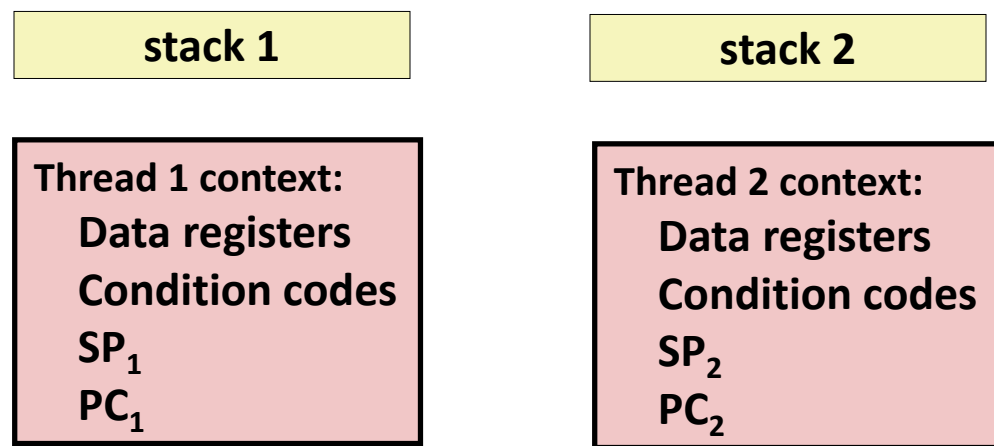 stack 1
stack 2
Thread 1 context:
Data registers
Condition codes
SP₁
PC₁
Thread 2 context:
Data registers
Condition codes
SP₂
PC₂